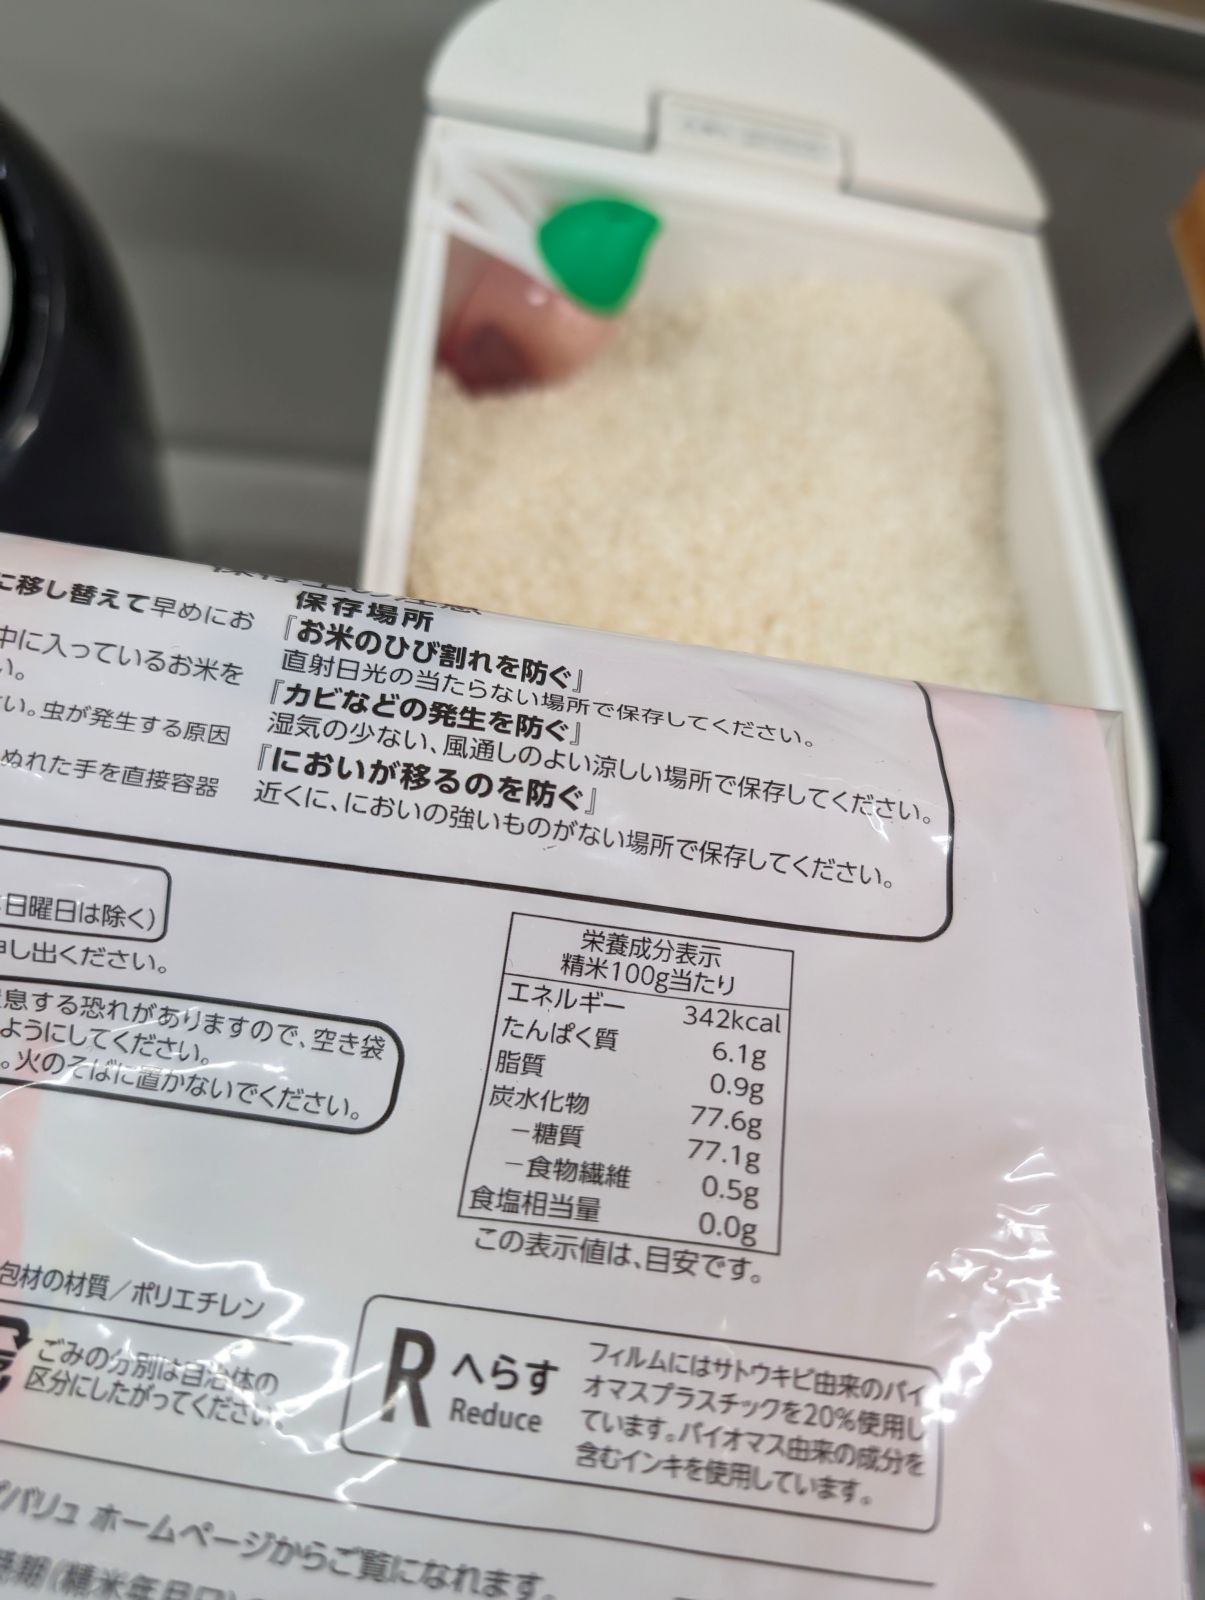 に移し替えて早めにお
中に入っているお米を
い。
い。虫が発生する原因
ぬれた手を直接容器
保存場所
『お米のひび割れを防ぐ』
直射日光の当たらない場所で保存してください。
『カビなどの発生を防ぐ』
湿気の少ない、風通しのよい涼しい場所で保存してください。
『においが移るのを防ぐ』
近くに、においの強いものがない場所で保存してください。
日曜日は除く)
し出ください。
息する恐れがありますので、空き袋
ようにしてください。
。火のそばに置かないでください。
栄養成分表示
精米100g当たり
エネルギー 342kcal
たんぱく質 6.1g
脂質 0.9g
炭水化物 77.6g
－糖質 77.1g
－食物繊維 0.5g
食塩相当量 0.0g
この表示値は、目安です。
包材の材質／ポリエチレン
ごみの分別は自治体の
区分にしたがってください。
R へらす
Reduce
フィルムにはサトウキビ由来のバイ
オマスプラスチックを20%使用し
ています。バイオマス由来の成分を
含むインキを使用しています。
バリュ ホームページからご覧になれます。